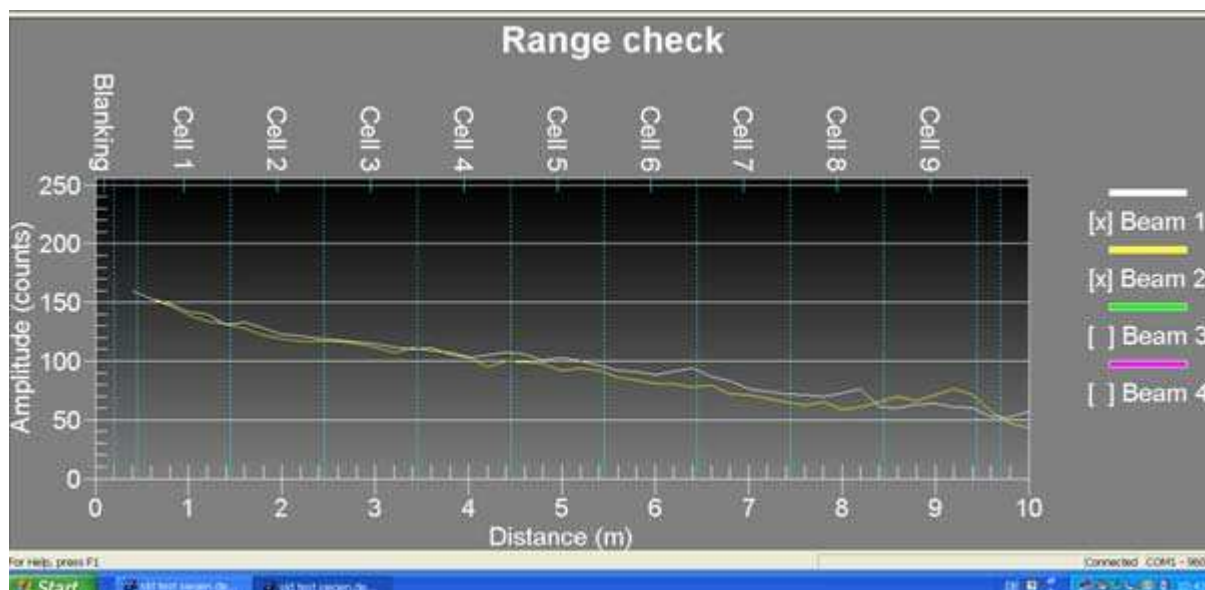 Range check
Blanking
Cell 1
Cell 2
Cell 3
Cell 4
Cell 5
Cell 6
Cell 7
Cell 8
Cell 9
250
200
150
100
50
0
Amplitude (counts)
0 1 2 3 4 5 6 7 8 9 10
Distance (m)
[x] Beam 1
[x] Beam 2
[ ] Beam 3
[ ] Beam 4
For Help, press F1
Connected COM1 - 960
Start